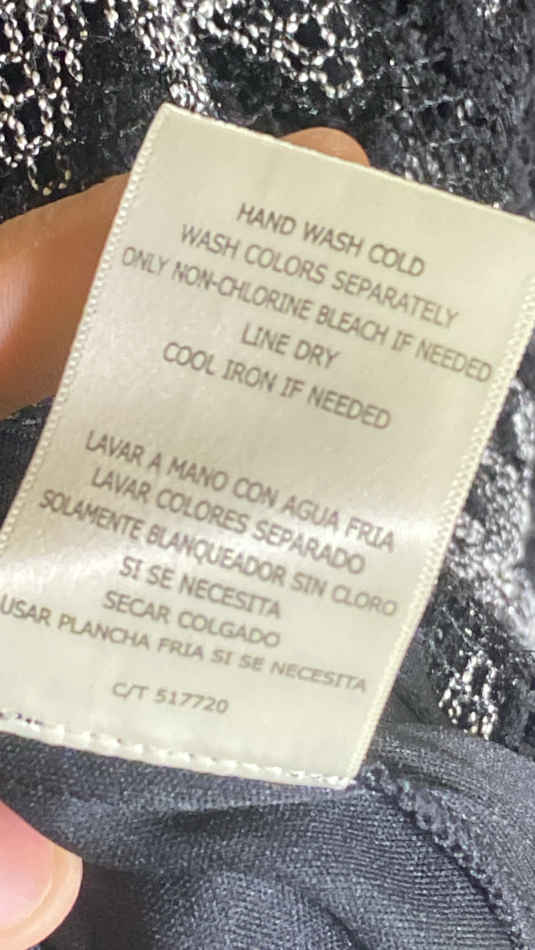 HAND WASH COLD
WASH COLORS SEPARATELY
ONLY NON-CHLORINE BLEACH IF NEEDED
LINE DRY
COOL IRON IF NEEDED
LAVAR A MANO CON AGUA FRIA
LAVAR COLORES SEPARADO
SOLAMENTE BLANQUEADOR SIN CLORO
SI SE NECESITA
SECAR COLGADO
USAR PLANCHA FRIA SI SE NECESITA
C/T 517720